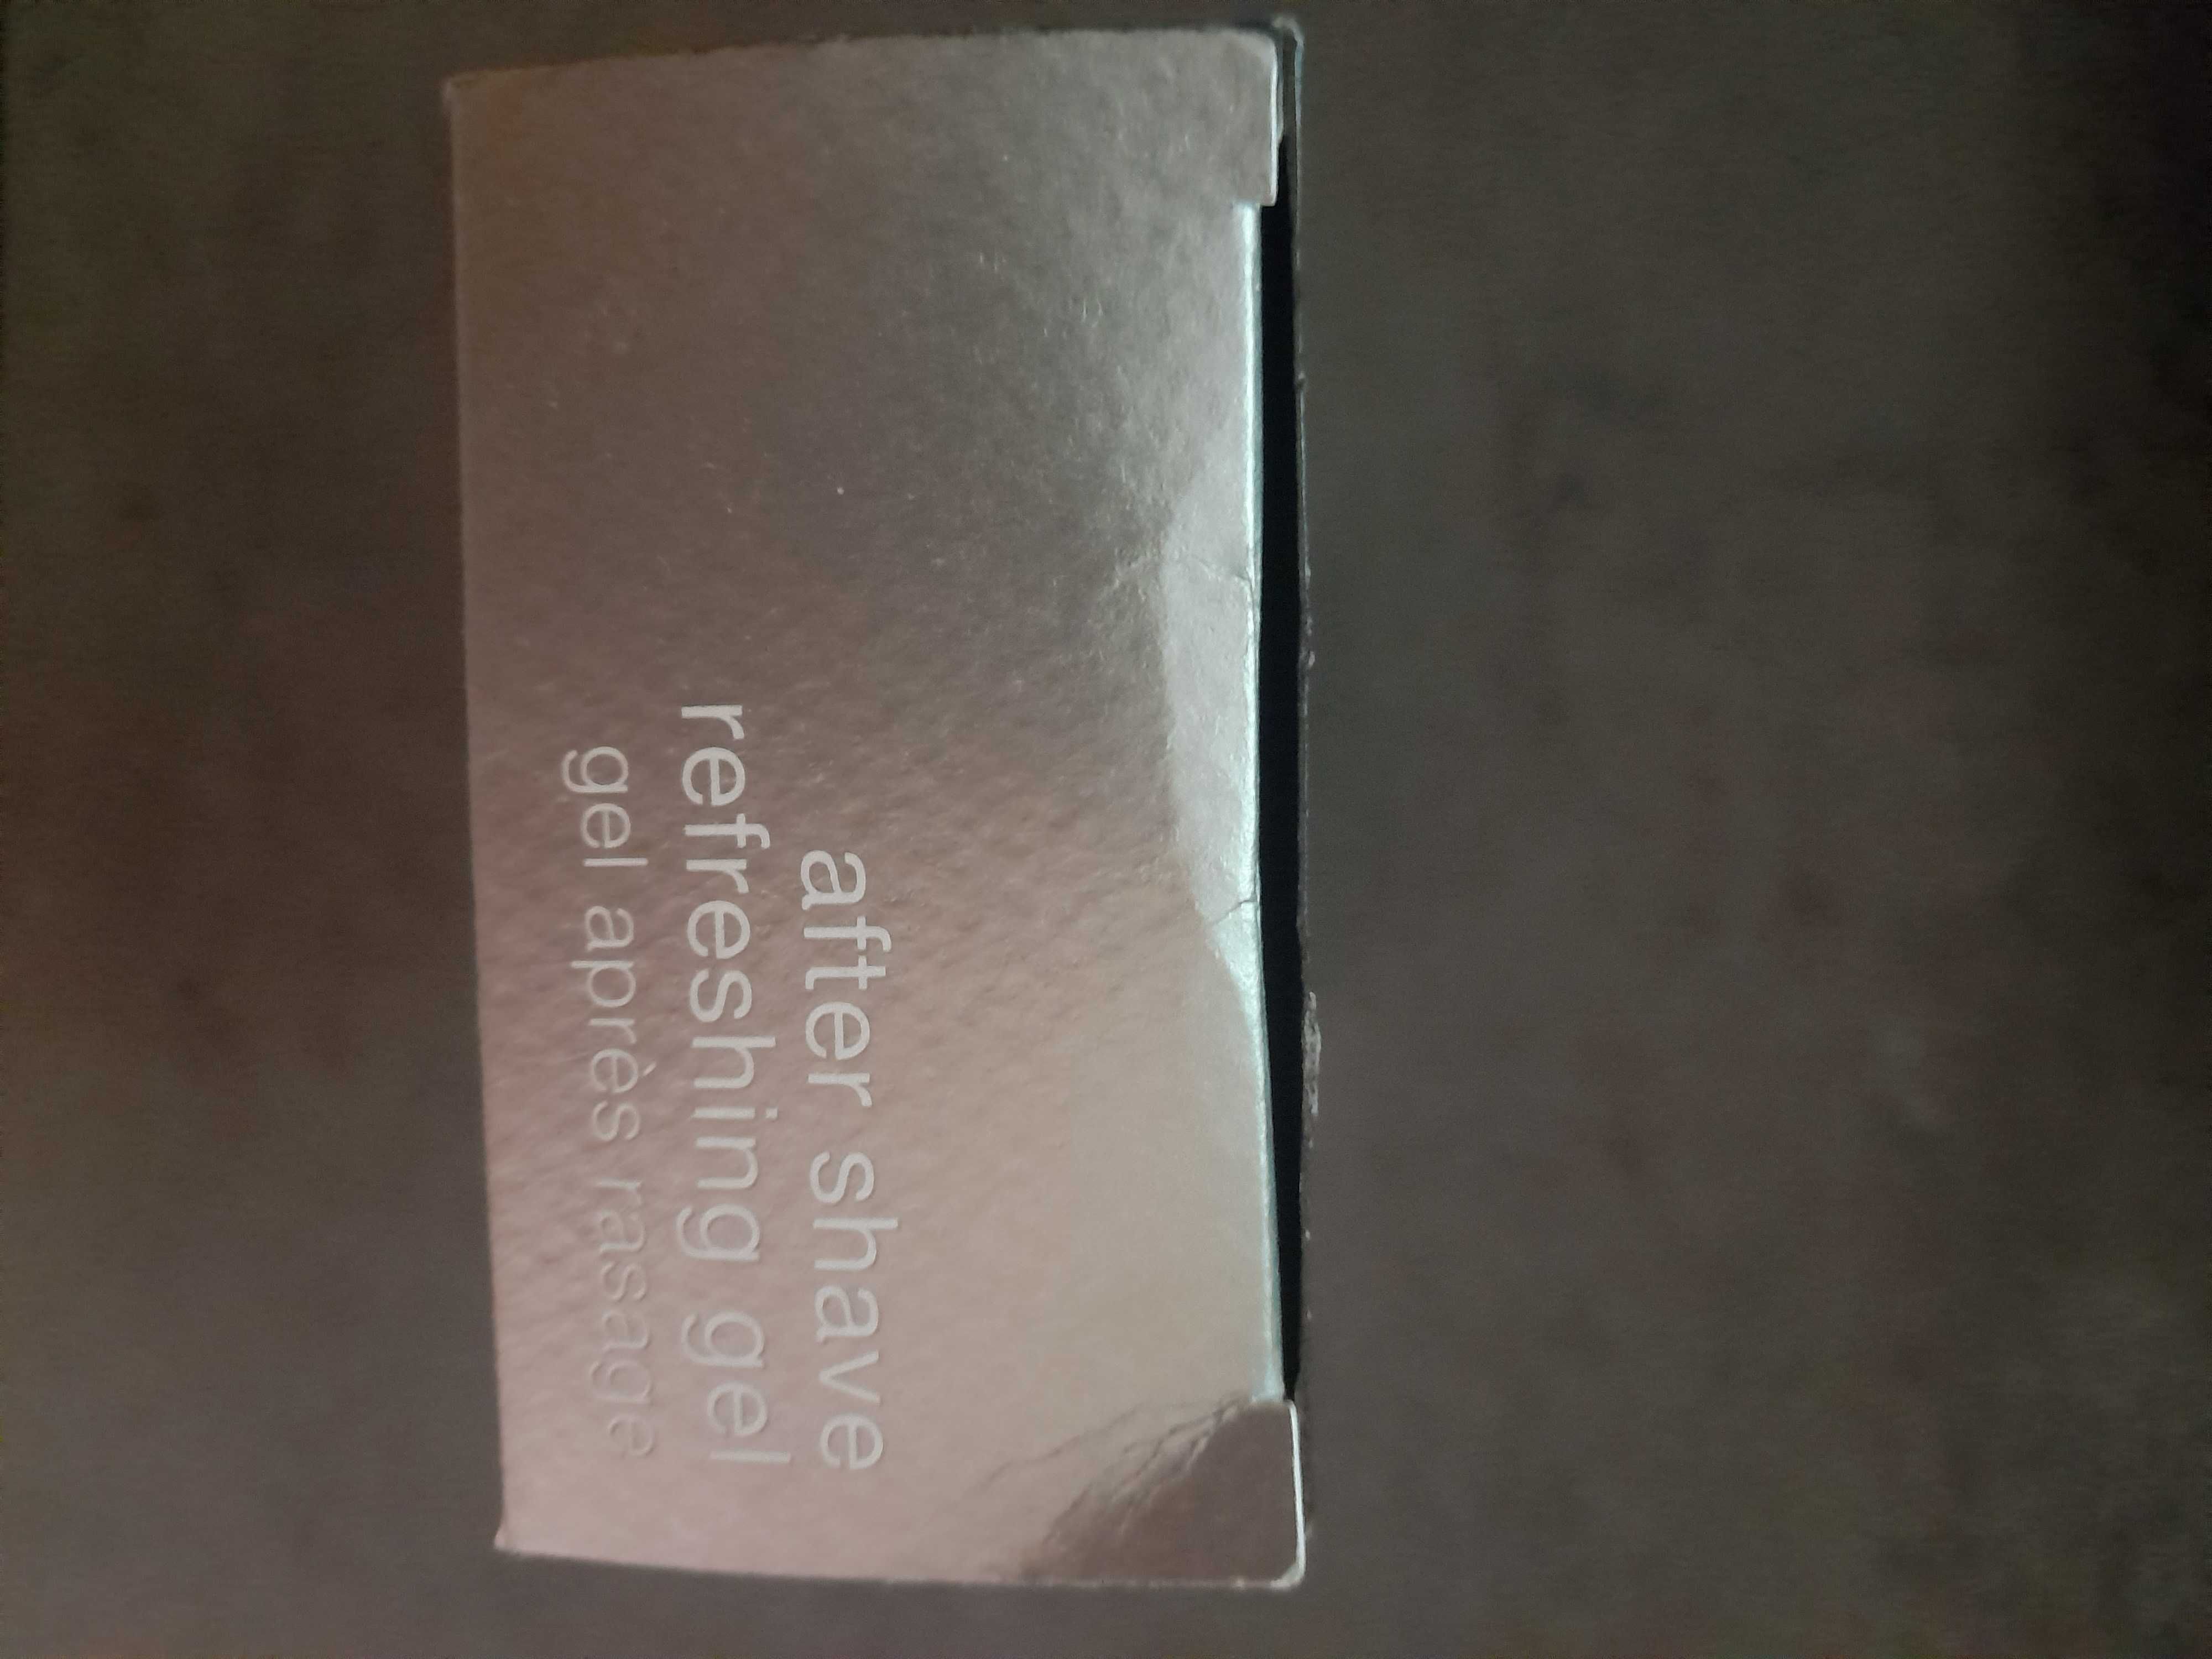 after shave
refreshing gel
gel après rasage